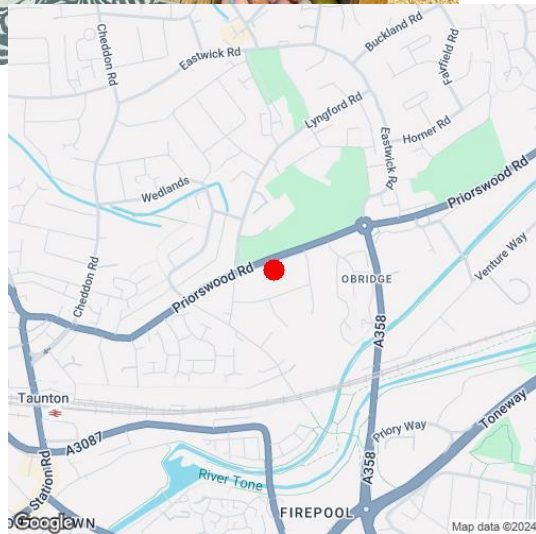 Buckland Rd
Cheddon Rd
Eastwick Rd
Fairfield Rd
Lyngford Rd
Eastwick Rd
Horner Rd
Wedlands
Priorswood Rd
Venture Way
Cheddon Rd
Priorswood Rd
OBRIDGE
A358
Taunton
Toneway
Priory Way
A3087
A358
Station Rd
River Tone
FIREPOOL
OWN
Google
Map data ©2024